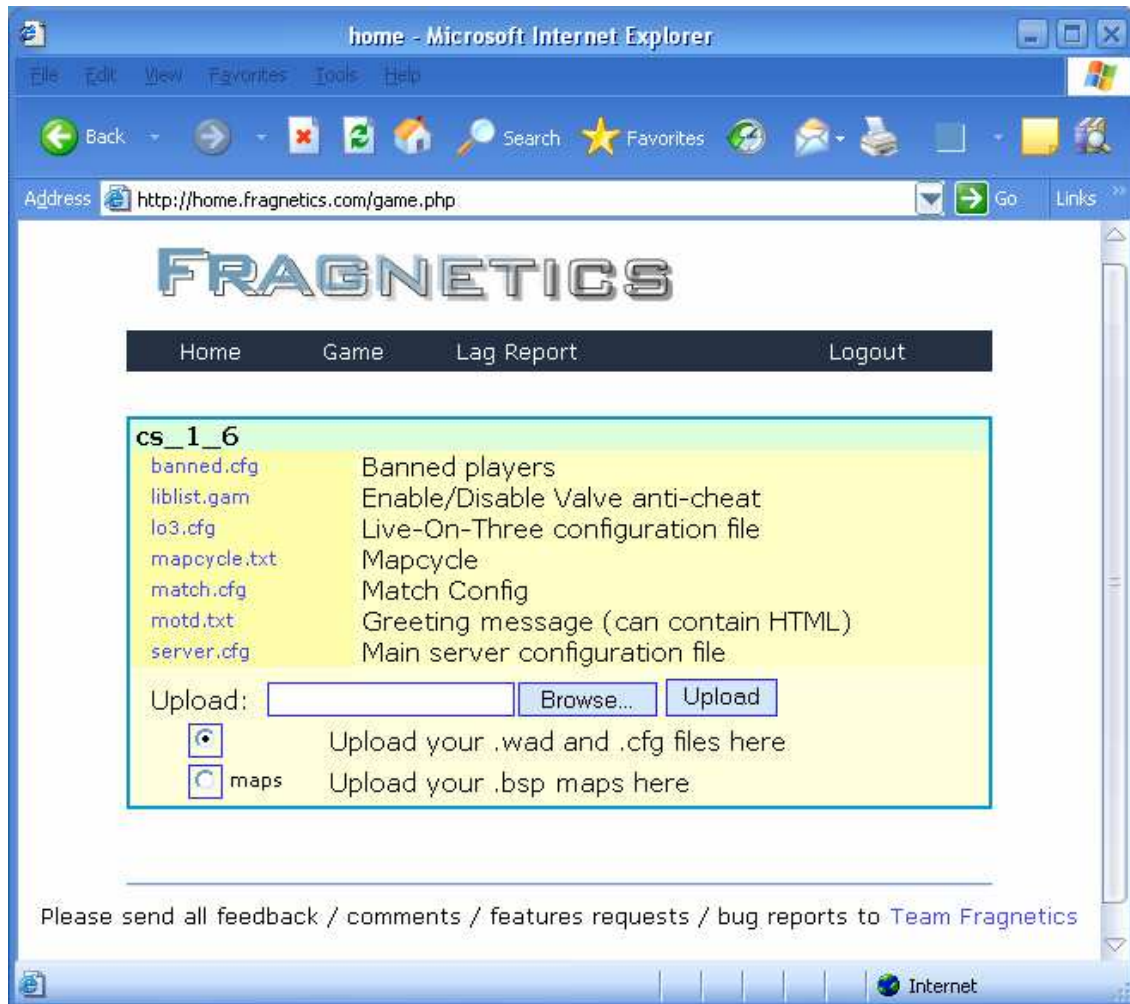 home - Microsoft Internet Explorer
File Edit View Favorites Tools Help
Back Search Favorites
Address http://home.fragnetics.com/game.php Go Links
FRAGNETICS
Home Game Lag Report Logout
cs_1_6
banned.cfg Banned players
liblist.gam Enable/Disable Valve anti-cheat
lo3.cfg Live-On-Three configuration file
mapcycle.txt Mapcycle
match.cfg Match Config
motd.txt Greeting message (can contain HTML)
server.cfg Main server configuration file
Upload: Browse... Upload
Upload your .wad and .cfg files here
maps Upload your .bsp maps here
Please send all feedback / comments / features requests / bug reports to Team Fragnetics
Internet